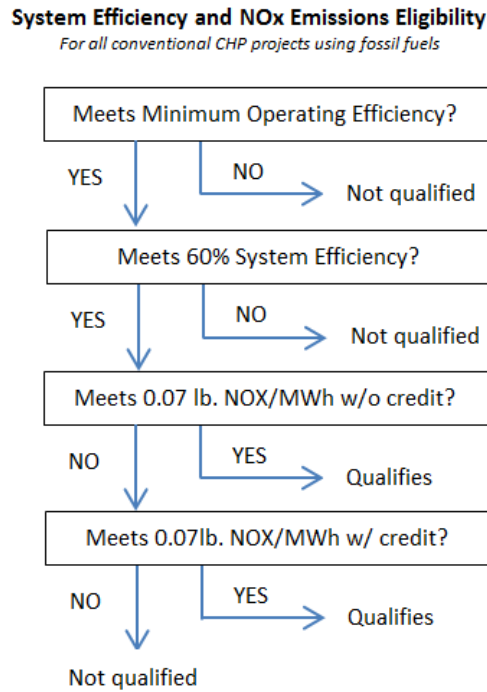 System Efficiency and NOx Emissions Eligibility
For all conventional CHP projects using fossil fuels
Meets Minimum Operating Efficiency?
YES
NO
Not qualified
Meets 60% System Efficiency?
YES
NO
Not qualified
Meets 0.07 lb. NOX/MWh w/o credit?
NO
YES
Qualifies
Meets 0.07lb. NOX/MWh w/ credit?
NO
YES
Qualifies
Not qualified